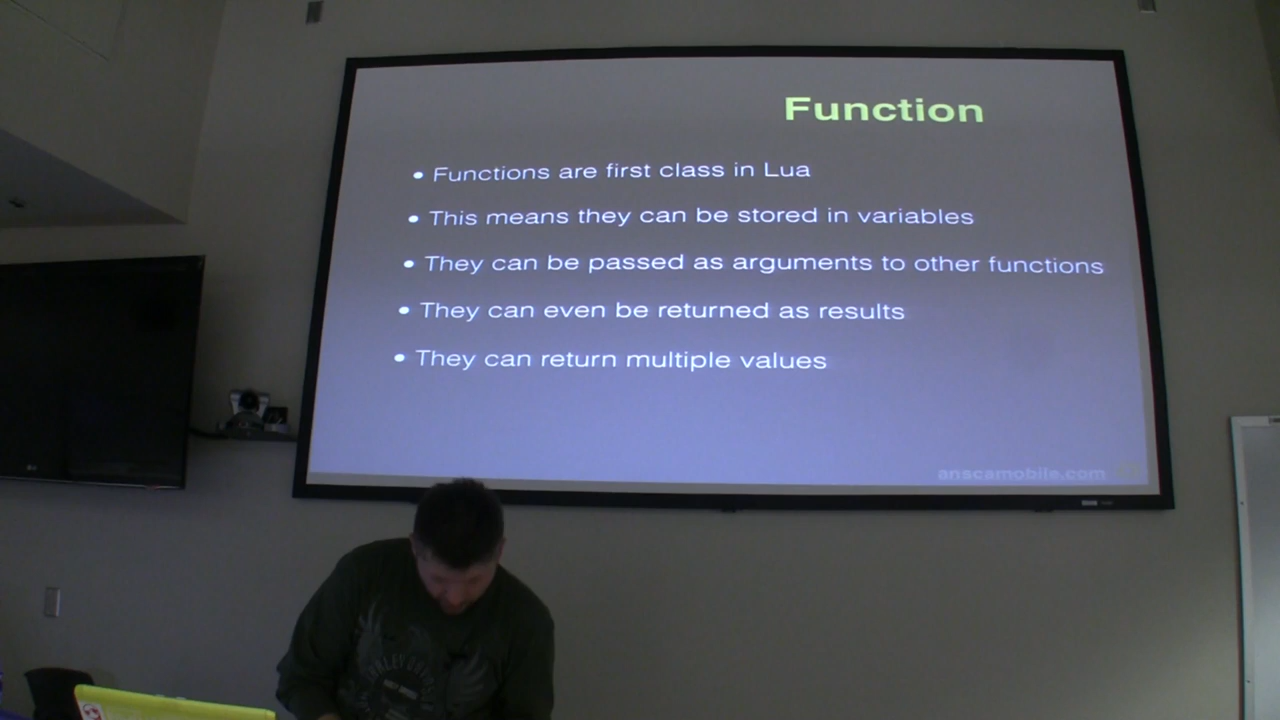 Function
• Functions are first class in Lua
• This means they can be stored in variables
• They can be passed as arguments to other functions
• They can even be returned as results
• They can return multiple values
anscamobile.com
LG